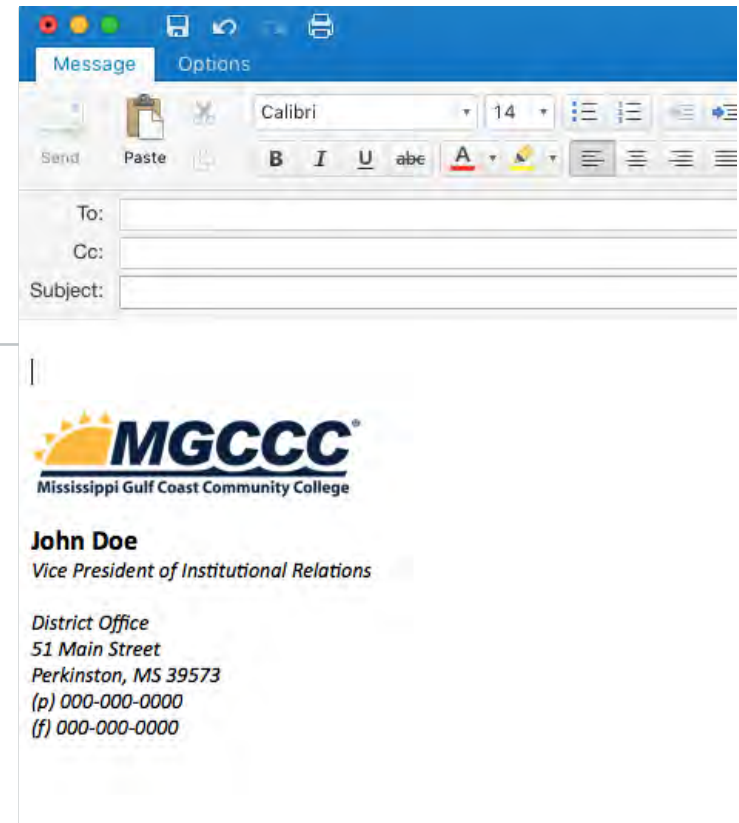 Message Options
Calibri 14
Send Paste B I U abc A
To:
Cc:
Subject:
MGCCC®
Mississippi Gulf Coast Community College
John Doe
Vice President of Institutional Relations
District Office
51 Main Street
Perkinston, MS 39573
(p) 000-000-0000
(f) 000-000-0000